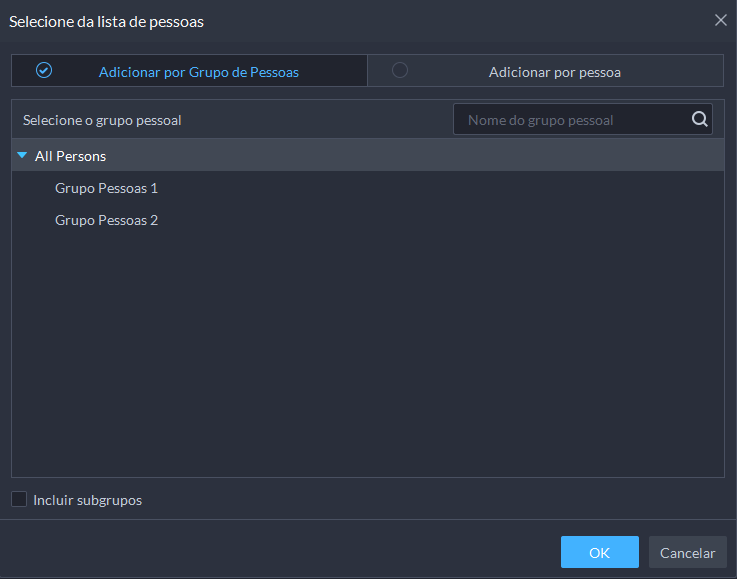 Selecione da lista de pessoas
Adicionar por Grupo de Pessoas
Adicionar por pessoa
Selecione o grupo pessoal
Nome do grupo pessoal
All Persons
Grupo Pessoas 1
Grupo Pessoas 2
Incluir subgrupos
OK
Cancelar